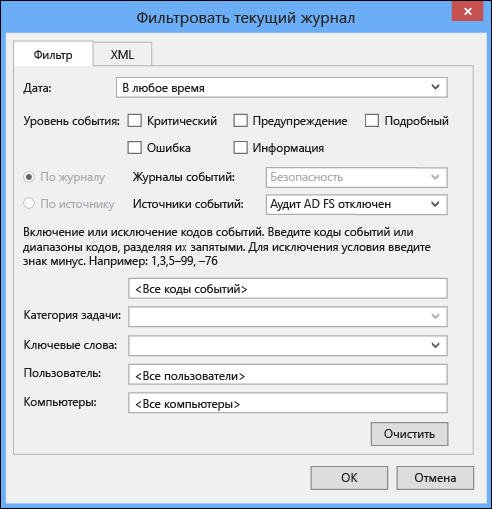 Фильтровать текущий журнал
Фильтр XML
Дата: В любое время
Уровень события: Критический Предупреждение Подробный
Ошибка Информация
По журналу Журналы событий: Безопасность
По источнику Источники событий: Аудит AD FS отключен
Включение или исключение кодов событий. Введите коды событий или
диапазоны кодов, разделяя их запятыми. Для исключения условия введите
знак минус. Например: 1,3,5–99, –76
<Все коды событий>
Категория задачи:
Ключевые слова:
Пользователь: <Все пользователи>
Компьютеры: <Все компьютеры>
Очистить
OK Отмена